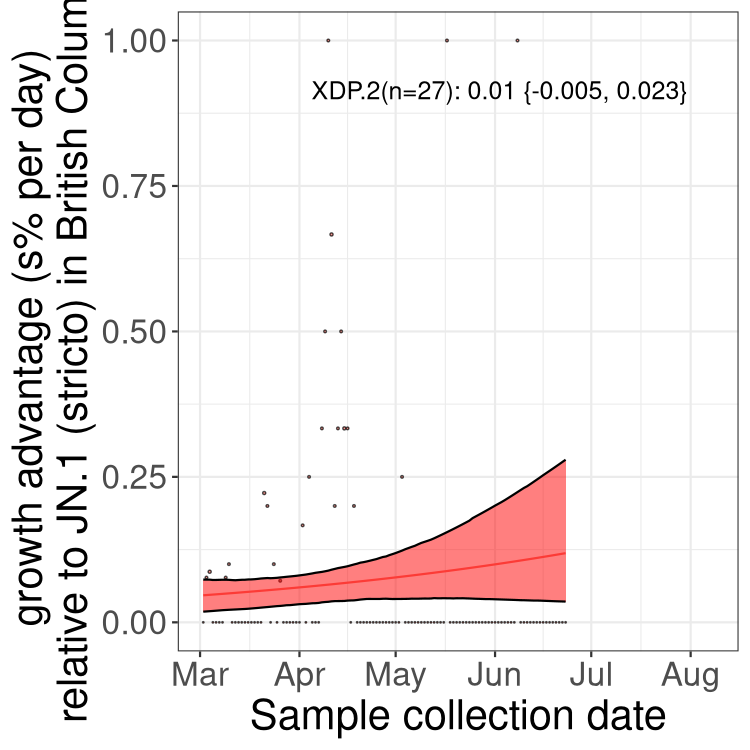 growth advantage (s% per day)
relative to JN.1 (stricto) in British Colum
1.00
0.75
0.50
0.25
0.00
XDP.2(n=27): 0.01 {-0.005, 0.023}
Mar Apr May Jun Jul Aug
Sample collection date